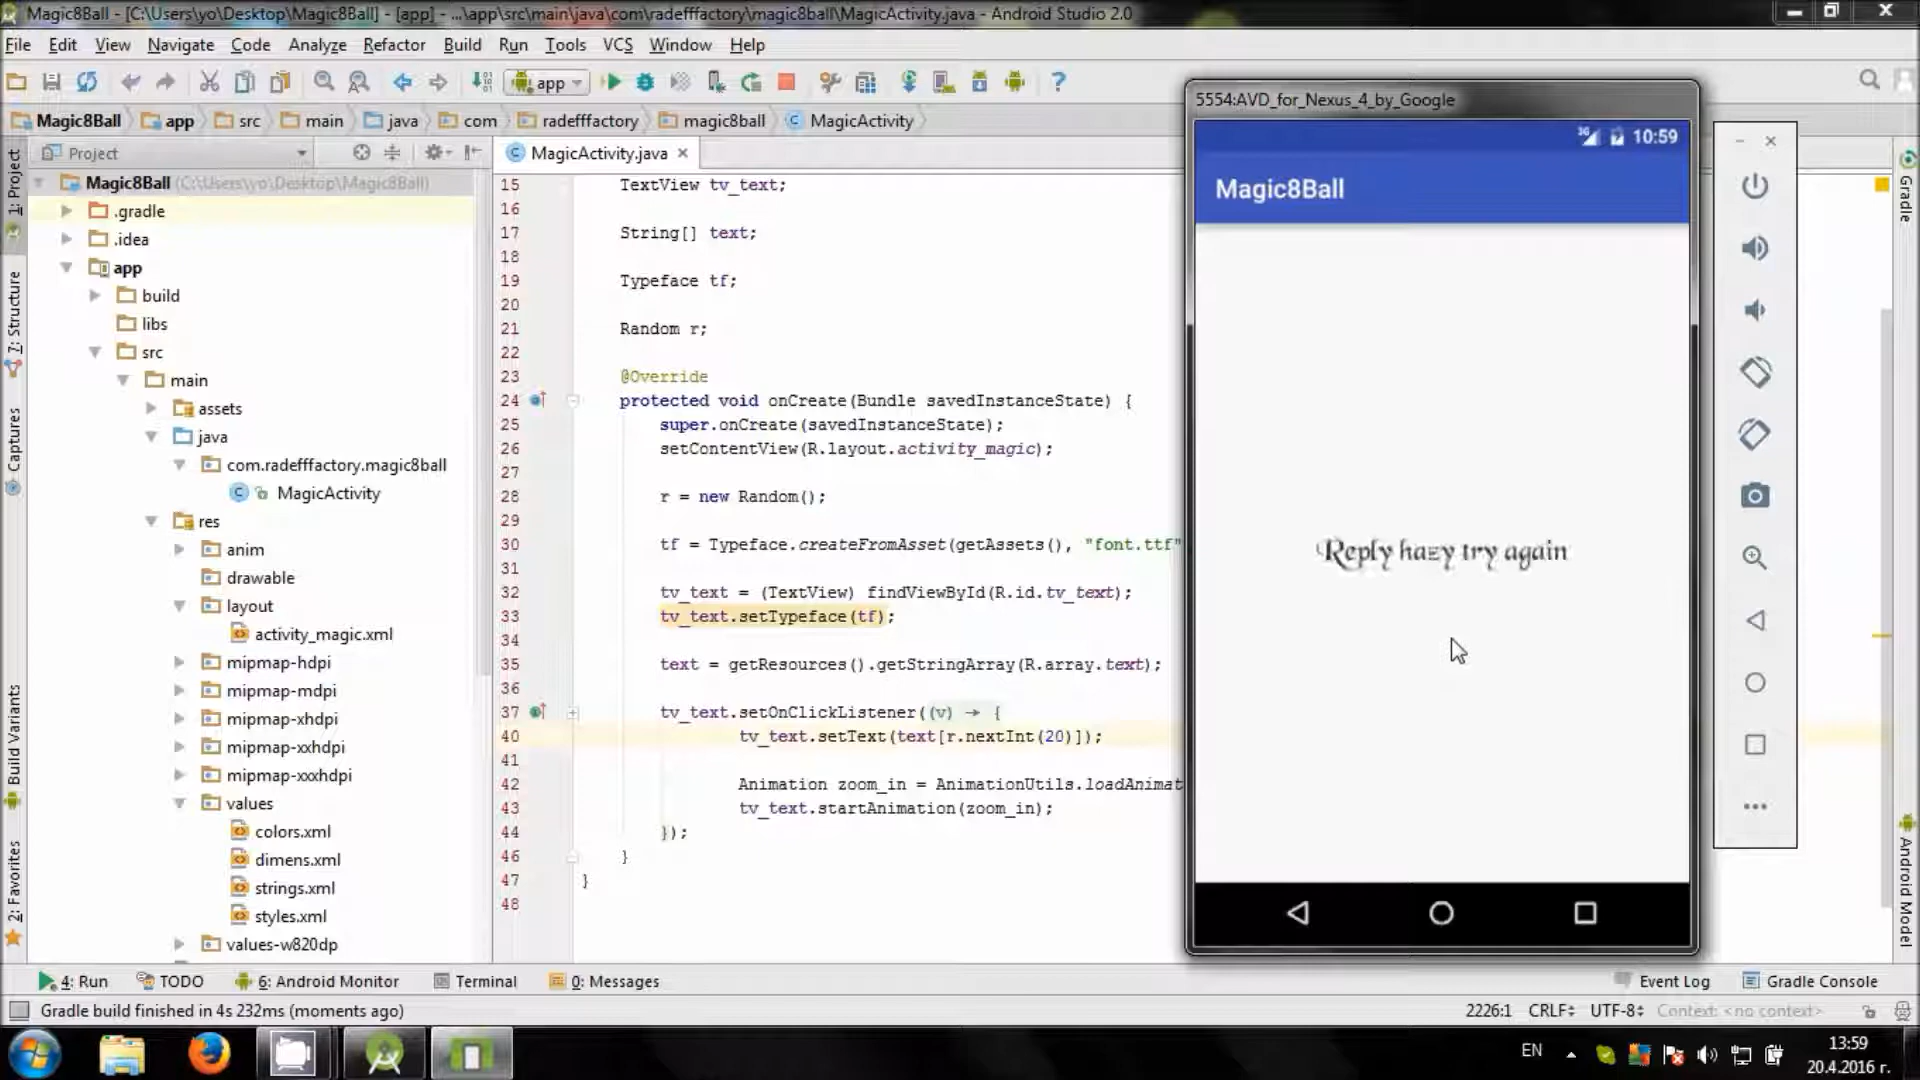 Magic8Ball - [C:\Users\yo\Desktop\Magic8Ball] - [app] - ...\app\src\main\java\com\radefffactory\magic8ball\MagicActivity.java - Android Studio 2.0
File Edit View Navigate Code Analyze Refactor Build Run Tools VCS Window Help
app
Magic8Ball app src main java com radefffactory magic8ball MagicActivity
1: Project
7: Structure
Captures
Build Variants
2: Favorites
Project
Magic8Ball (C:\Users\yo\Desktop\Magic8Ball)
.gradle
.idea
app
build
libs
src
main
assets
java
com.radefffactory.magic8ball
MagicActivity
res
anim
drawable
layout
activity_magic.xml
mipmap-hdpi
mipmap-mdpi
mipmap-xhdpi
mipmap-xxhdpi
mipmap-xxxhdpi
values
colors.xml
dimens.xml
strings.xml
styles.xml
values-w820dp
MagicActivity.java
15 TextView tv_text;
16
17 String[] text;
18
19 Typeface tf;
20
21 Random r;
22
23 @Override
24 protected void onCreate(Bundle savedInstanceState) {
25 super.onCreate(savedInstanceState);
26 setContentView(R.layout.activity_magic);
27
28 r = new Random();
29
30 tf = Typeface.createFromAsset(getAssets(), "font.ttf"
31
32 tv_text = (TextView) findViewById(R.id.tv_text);
33 tv_text.setTypeface(tf);
34
35 text = getResources().getStringArray(R.array.text);
36
37 tv_text.setOnClickListener((v) → {
40 tv_text.setText(text[r.nextInt(20)]);
41
42 Animation zoom_in = AnimationUtils.loadAnimat
43 tv_text.startAnimation(zoom_in);
44 });
46 }
47 }
48
5554:AVD_for_Nexus_4_by_Google
3G 10:59
Magic8Ball
Reply hazy try again
Gradle
Android Model
4: Run TODO 6: Android Monitor Terminal 0: Messages Event Log Gradle Console
Gradle build finished in 4s 232ms (moments ago) 2226:1 CRLF UTF-8 Context: <no context>
EN 13:59
20.4.2016 г.